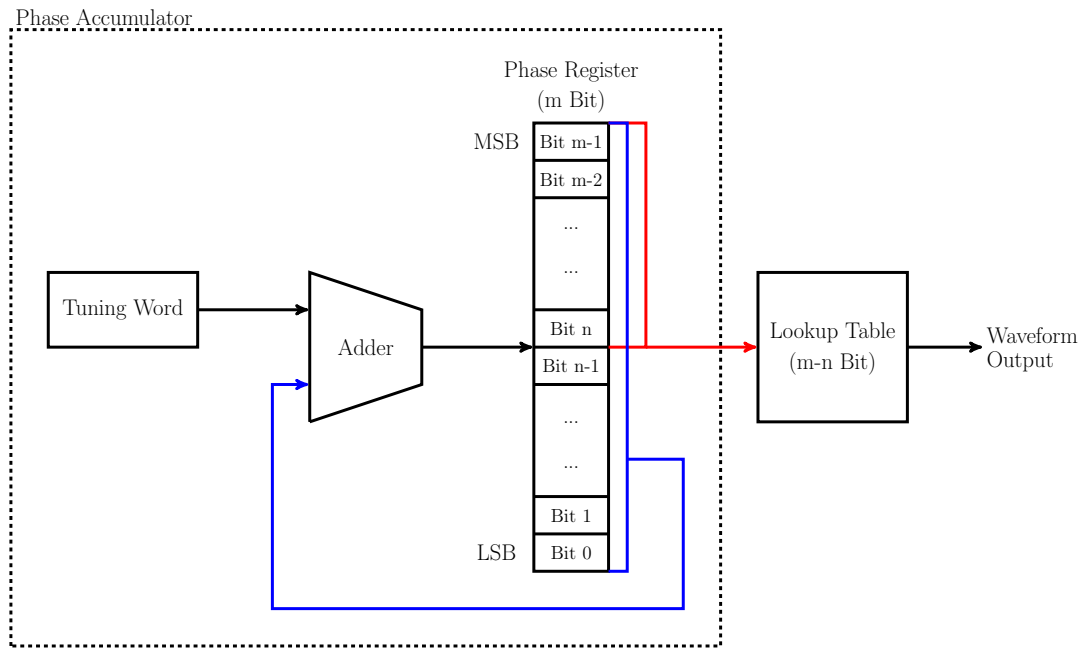 Phase Accumulator
Phase Register
(m Bit)
MSB
Bit m-1
Bit m-2
...
...
Tuning Word
Adder
Bit n
Bit n-1
Lookup Table
(m-n Bit)
Waveform
Output
...
...
Bit 1
LSB
Bit 0